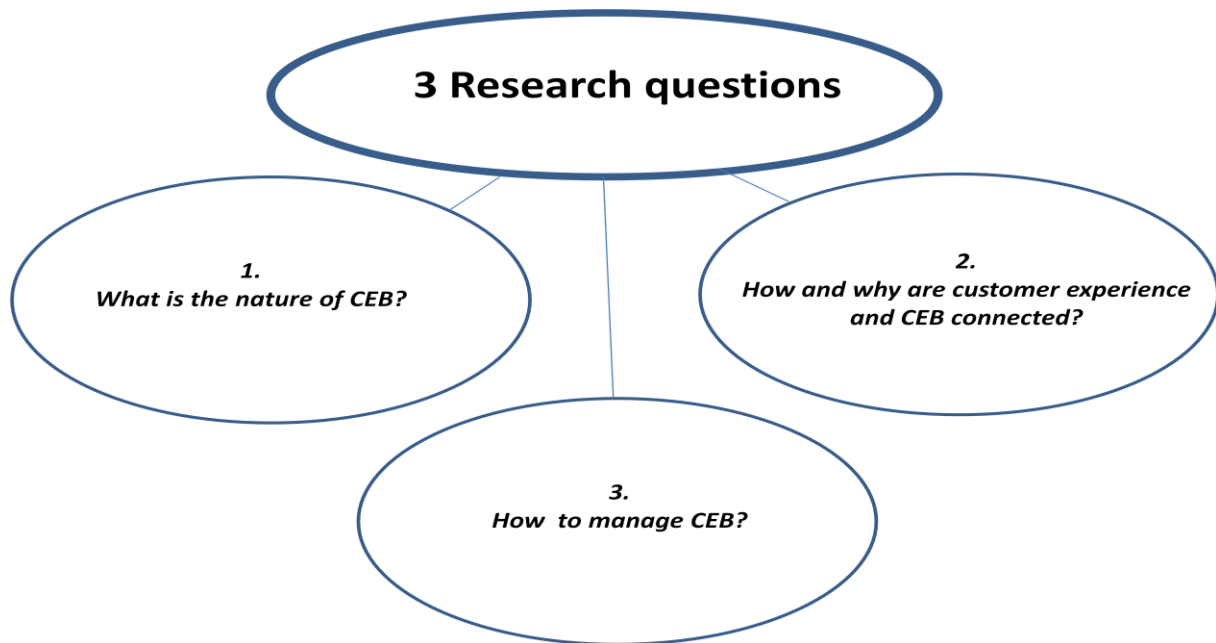 3 Research questions
1.
What is the nature of CEB?
2.
How and why are customer experience
and CEB connected?
3.
How  to manage CEB?